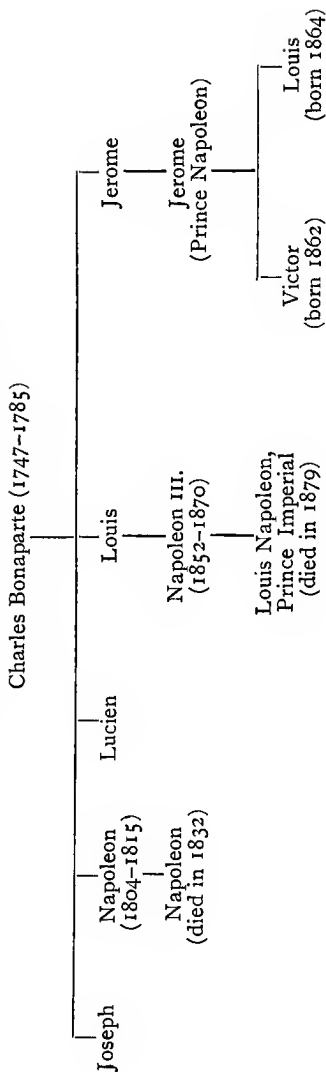 Charles Bonaparte (1747–1785)
Joseph
Napoleon
(1804–1815)
Napoleon
(died in 1832)
Lucien
Louis
Napoleon III.
(1852–1870)
Louis Napoleon,
Prince Imperial
(died in 1879)
Jerome
Jerome
(Prince Napoleon)
Victor
(born 1862)
Louis
(born 1864)